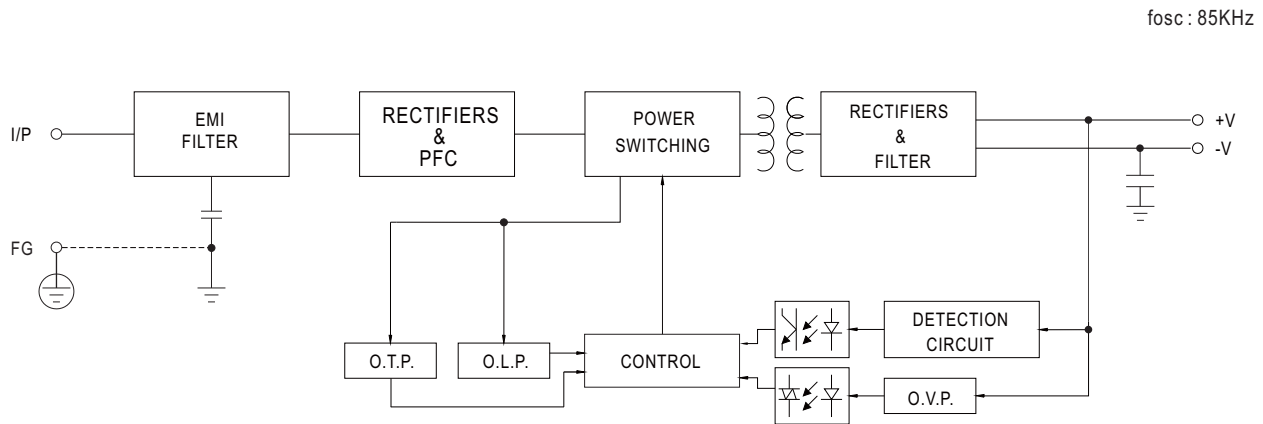 fosc : 85KHz
I/P
EMI
FILTER
RECTIFIERS
&
PFC
POWER
SWITCHING
RECTIFIERS
&
FILTER
+V
-V
FG
O.T.P.
O.L.P.
CONTROL
DETECTION
CIRCUIT
O.V.P.